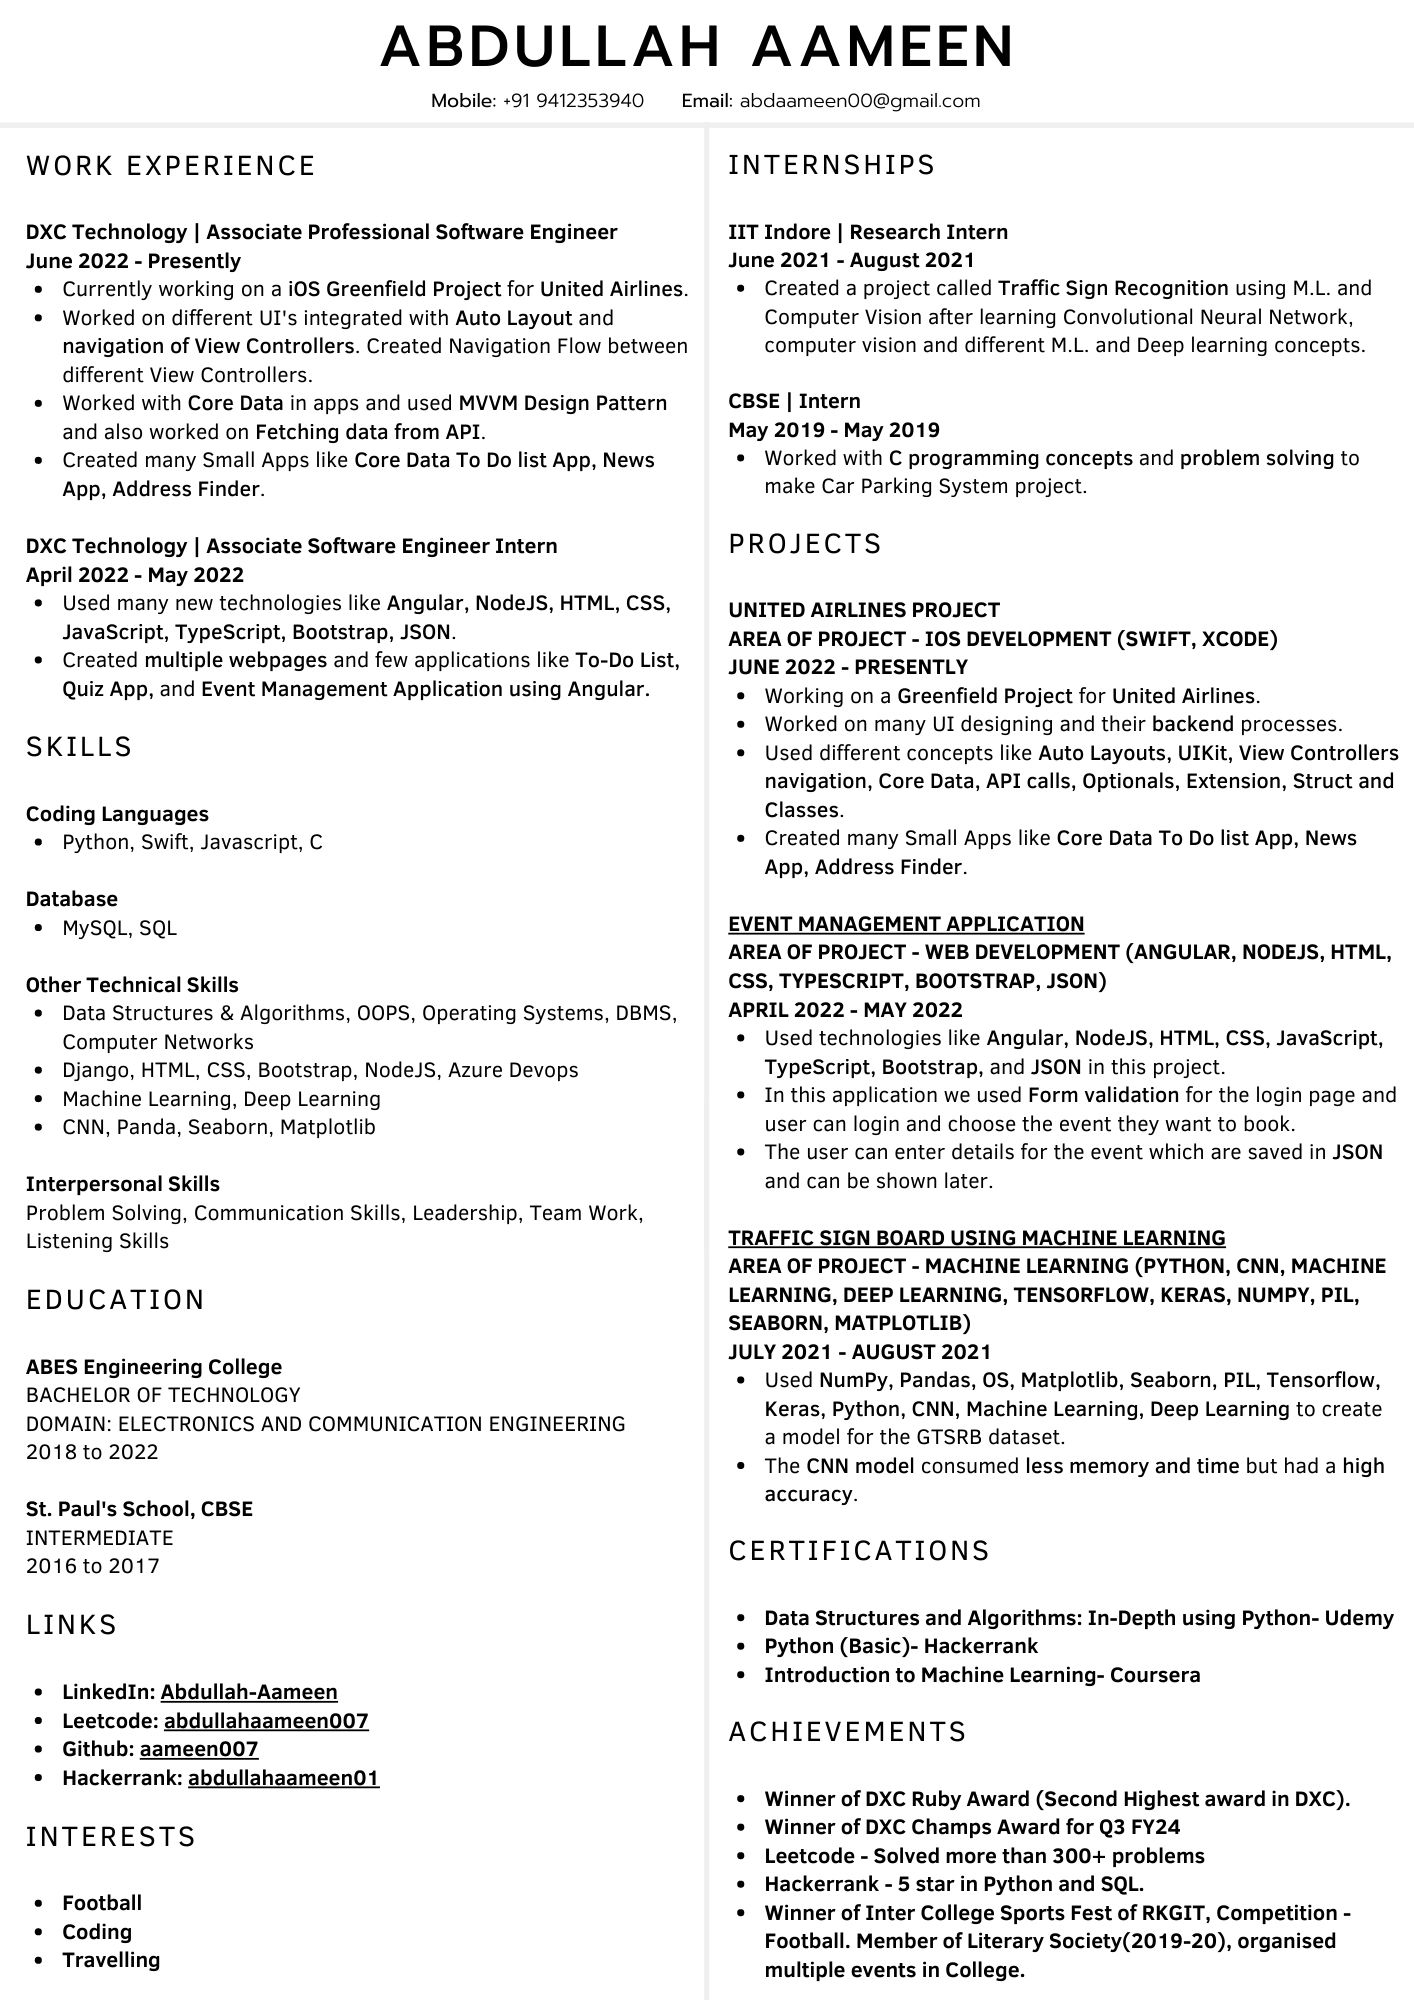 ABDULLAH AAMEEN
Mobile: +91 9412353940 Email: abdaameen00@gmail.com
WORK EXPERIENCE
DXC Technology | Associate Professional Software Engineer
June 2022 - Presently
• Currently working on a iOS Greenfield Project for United Airlines.
• Worked on different UI's integrated with Auto Layout and
navigation of View Controllers. Created Navigation Flow between
different View Controllers.
• Worked with Core Data in apps and used MVVM Design Pattern
and also worked on Fetching data from API.
• Created many Small Apps like Core Data To Do list App, News
App, Address Finder.
DXC Technology | Associate Software Engineer Intern
April 2022 - May 2022
• Used many new technologies like Angular, NodeJS, HTML, CSS,
JavaScript, TypeScript, Bootstrap, JSON.
• Created multiple webpages and few applications like To-Do List,
Quiz App, and Event Management Application using Angular.
SKILLS
Coding Languages
• Python, Swift, Javascript, C
Database
• MySQL, SQL
Other Technical Skills
• Data Structures & Algorithms, OOPS, Operating Systems, DBMS,
Computer Networks
• Django, HTML, CSS, Bootstrap, NodeJS, Azure Devops
• Machine Learning, Deep Learning
• CNN, Panda, Seaborn, Matplotlib
Interpersonal Skills
Problem Solving, Communication Skills, Leadership, Team Work,
Listening Skills
EDUCATION
ABES Engineering College
BACHELOR OF TECHNOLOGY
DOMAIN: ELECTRONICS AND COMMUNICATION ENGINEERING
2018 to 2022
St. Paul's School, CBSE
INTERMEDIATE
2016 to 2017
LINKS
• LinkedIn: Abdullah-Aameen
• Leetcode: abdullahaameen007
• Github: aameen007
• Hackerrank: abdullahaameen01
INTERESTS
• Football
• Coding
• Travelling
INTERNSHIPS
IIT Indore | Research Intern
June 2021 - August 2021
• Created a project called Traffic Sign Recognition using M.L. and
Computer Vision after learning Convolutional Neural Network,
computer vision and different M.L. and Deep learning concepts.
CBSE | Intern
May 2019 - May 2019
• Worked with C programming concepts and problem solving to
make Car Parking System project.
PROJECTS
UNITED AIRLINES PROJECT
AREA OF PROJECT - IOS DEVELOPMENT (SWIFT, XCODE)
JUNE 2022 - PRESENTLY
• Working on a Greenfield Project for United Airlines.
• Worked on many UI designing and their backend processes.
• Used different concepts like Auto Layouts, UIKit, View Controllers
navigation, Core Data, API calls, Optionals, Extension, Struct and
Classes.
• Created many Small Apps like Core Data To Do list App, News
App, Address Finder.
EVENT MANAGEMENT APPLICATION
AREA OF PROJECT - WEB DEVELOPMENT (ANGULAR, NODEJS, HTML,
CSS, TYPESCRIPT, BOOTSTRAP, JSON)
APRIL 2022 - MAY 2022
• Used technologies like Angular, NodeJS, HTML, CSS, JavaScript,
TypeScript, Bootstrap, and JSON in this project.
• In this application we used Form validation for the login page and
user can login and choose the event they want to book.
• The user can enter details for the event which are saved in JSON
and can be shown later.
TRAFFIC SIGN BOARD USING MACHINE LEARNING
AREA OF PROJECT - MACHINE LEARNING (PYTHON, CNN, MACHINE
LEARNING, DEEP LEARNING, TENSORFLOW, KERAS, NUMPY, PIL,
SEABORN, MATPLOTLIB)
JULY 2021 - AUGUST 2021
• Used NumPy, Pandas, OS, Matplotlib, Seaborn, PIL, Tensorflow,
Keras, Python, CNN, Machine Learning, Deep Learning to create
a model for the GTSRB dataset.
• The CNN model consumed less memory and time but had a high
accuracy.
CERTIFICATIONS
• Data Structures and Algorithms: In-Depth using Python- Udemy
• Python (Basic)- Hackerrank
• Introduction to Machine Learning- Coursera
ACHIEVEMENTS
• Winner of DXC Ruby Award (Second Highest award in DXC).
• Winner of DXC Champs Award for Q3 FY24
• Leetcode - Solved more than 300+ problems
• Hackerrank - 5 star in Python and SQL.
• Winner of Inter College Sports Fest of RKGIT, Competition -
Football. Member of Literary Society(2019-20), organised
multiple events in College.